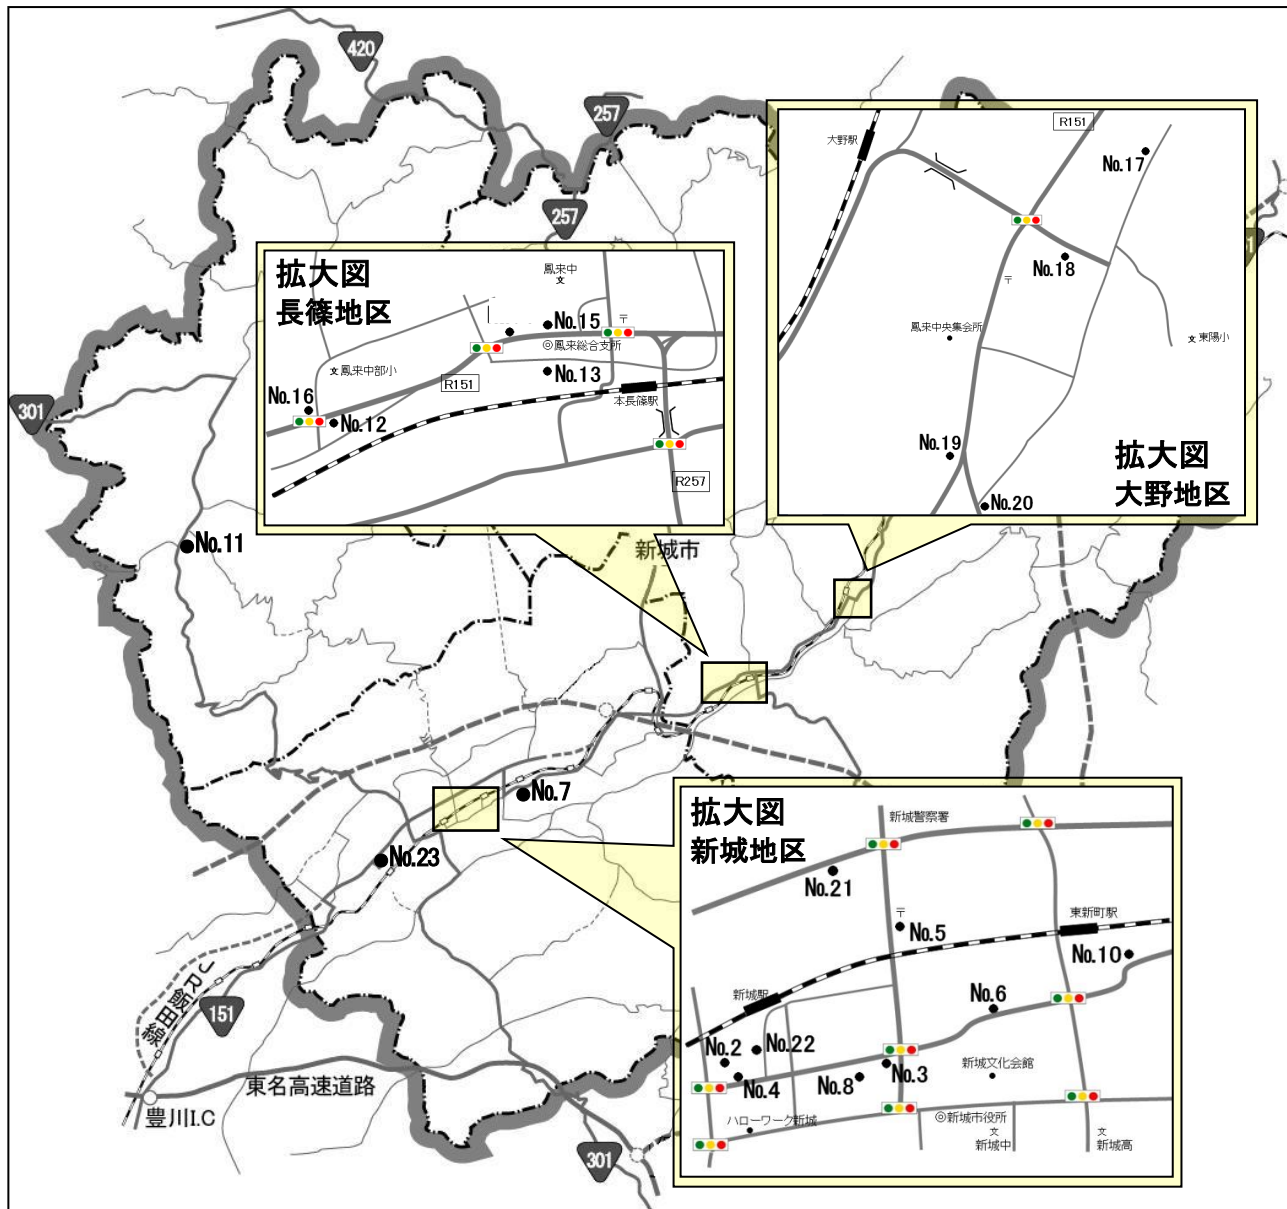 420
257
257
301
拡大図
長篠地区
鳳来中
文
〒
No.15
◎鳳来総合支所
文鳳来中部小
No.13
R151
本長篠駅
No.16
No.12
R257
R151
大野駅
No.17
No.18
〒
鳳来中央集会所
文 東陽小
No.19
拡大図
大野地区
No.20
No.11
新城市
No.7
No.23
拡大図
新城地区
新城警察署
No.21
〒
No.5
東新町駅
No.10
新城駅
No.6
No.2
No.22
No.3
新城文化会館
No.4
No.8
ハローワーク新城
◎新城市役所
文
新城中
文
新城高
JR飯田線
151
東名高速道路
豊川I.C
301